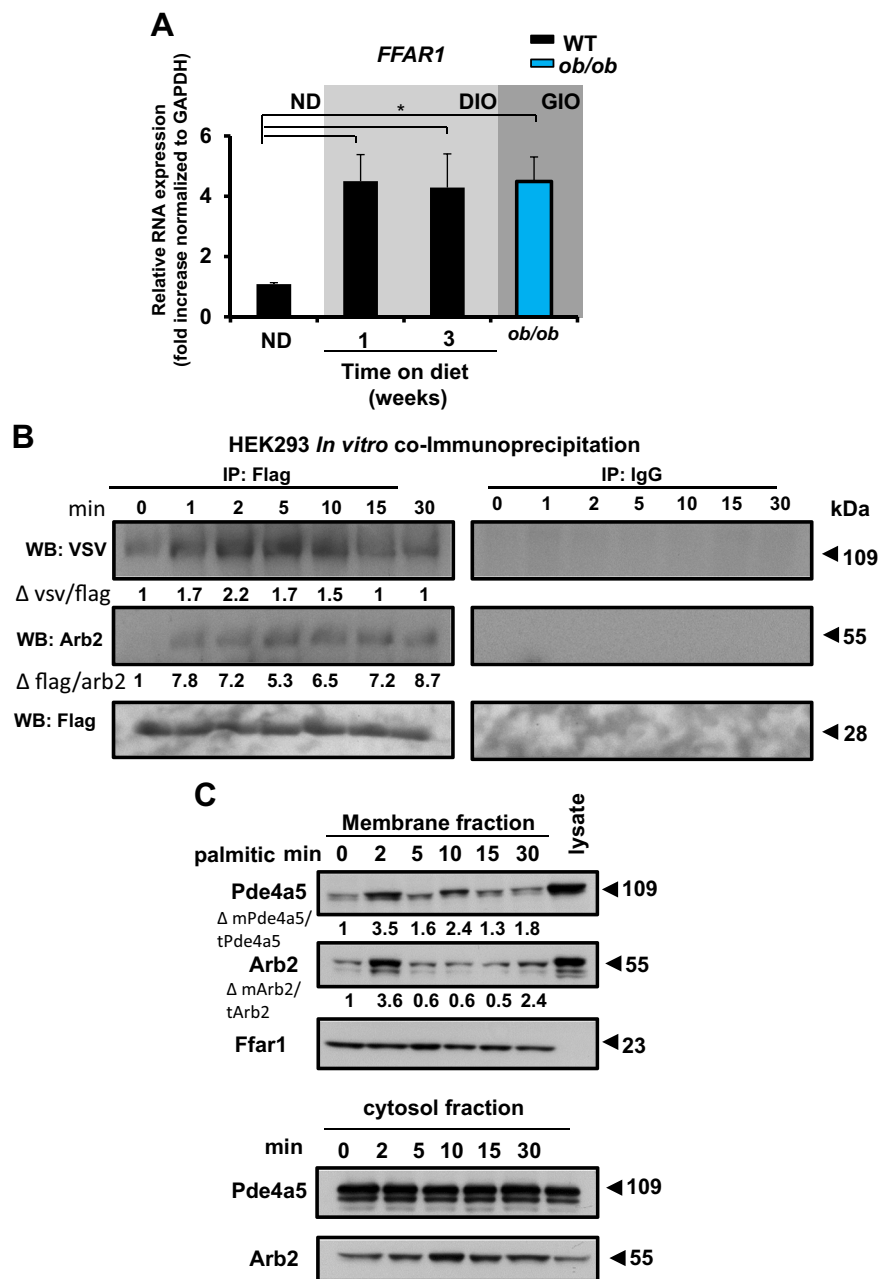 A
FFAR1
WT
ob/ob
ND
DIO
GIO
*
Relative RNA expression
(fold increase normalized to GAPDH)
6
4
2
0
ND
1
3
ob/ob
Time on diet
(weeks)
B
HEK293 In vitro co-Immunoprecipitation
IP: Flag
IP: IgG
min 0 1 2 5 10 15 30
0 1 2 5 10 15 30
kDa
WB: VSV
109
Δ vsv/flag 1 1.7 2.2 1.7 1.5 1 1
WB: Arb2
55
Δ flag/arb2 1 7.8 7.2 5.3 6.5 7.2 8.7
WB: Flag
28
C
Membrane fraction
lysate
palmitic min 0 2 5 10 15 30
Pde4a5
109
Δ mPde4a5/
tPde4a5
1 3.5 1.6 2.4 1.3 1.8
Arb2
55
Δ mArb2/
tArb2
1 3.6 0.6 0.6 0.5 2.4
Ffar1
23
cytosol fraction
min 0 2 5 10 15 30
Pde4a5
109
Arb2
55